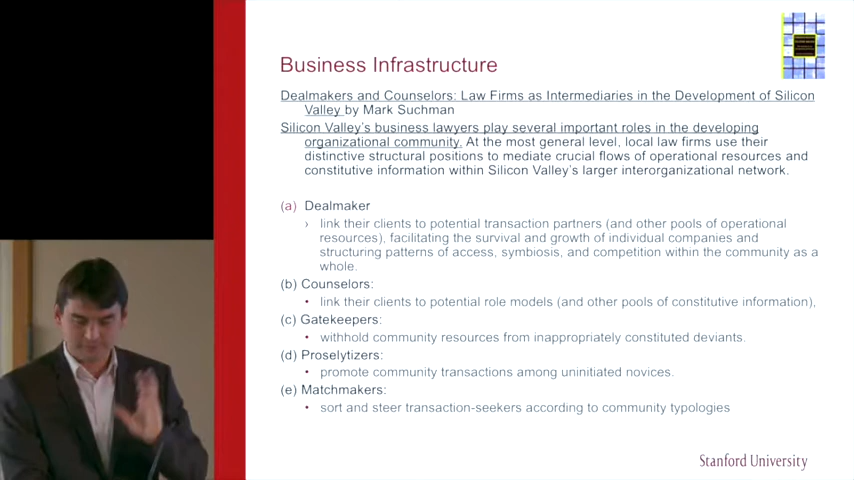 Business Infrastructure
Dealmakers and Counselors: Law Firms as Intermediaries in the Development of Silicon
Valley by Mark Suchman
Silicon Valley's business lawyers play several important roles in the developing
organizational community. At the most general level, local law firms use their
distinctive structural positions to mediate crucial flows of operational resources and
constitutive information within Silicon Valley's larger interorganizational network.
(a) Dealmaker
› link their clients to potential transaction partners (and other pools of operational
resources), facilitating the survival and growth of individual companies and
structuring patterns of access, symbiosis, and competition within the community as a
whole.
(b) Counselors:
• link their clients to potential role models (and other pools of constitutive information),
(c) Gatekeepers:
• withhold community resources from inappropriately constituted deviants.
(d) Proselytizers:
• promote community transactions among uninitiated novices.
(e) Matchmakers:
• sort and steer transaction-seekers according to community typologies
Stanford University